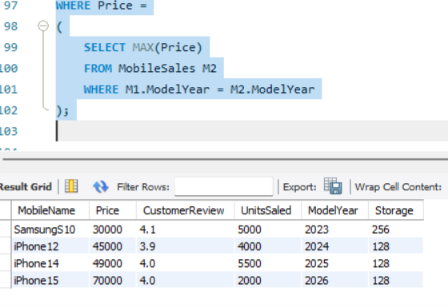 97 WHERE Price =
98 (
99 SELECT MAX(Price)
100 FROM MobileSales M2
101 WHERE M1.ModelYear = M2.ModelYear
102 );
103
Result Grid Filter Rows: Export: Wrap Cell Content:
MobileName Price CustomerReview UnitsSaled ModelYear Storage
SamsungS10 30000 4.1 5000 2023 256
iPhone12 45000 3.9 4000 2024 128
iPhone14 49000 4.0 5500 2025 128
iPhone15 70000 4.0 2000 2026 128